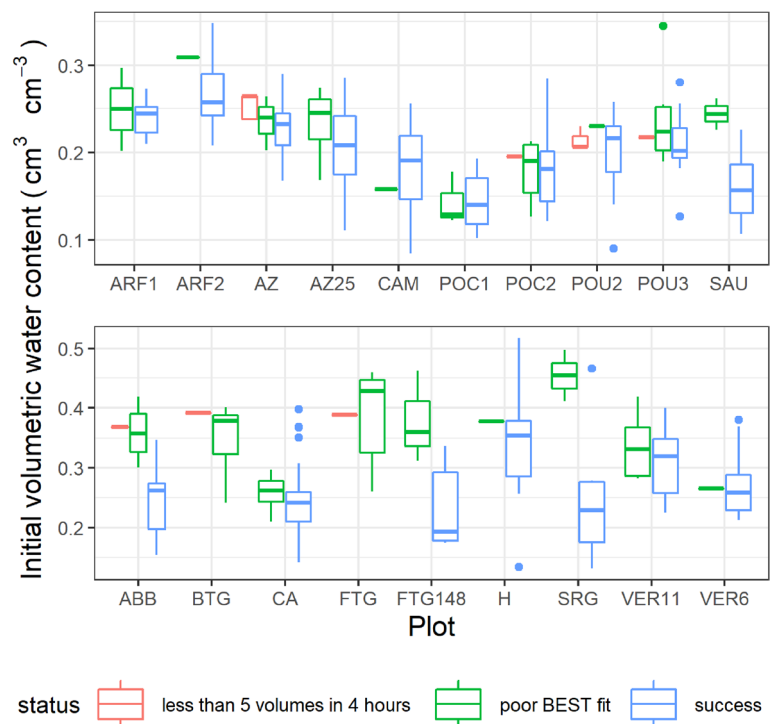 Initial volumetric water content ( cm³ cm⁻³ )
0.3
0.2
0.1
ARF1 ARF2 AZ AZ25 CAM POC1 POC2 POU2 POU3 SAU
0.5
0.4
0.3
0.2
ABB BTG CA FTG FTG148 H SRG VER11 VER6
Plot
status less than 5 volumes in 4 hours poor BEST fit success